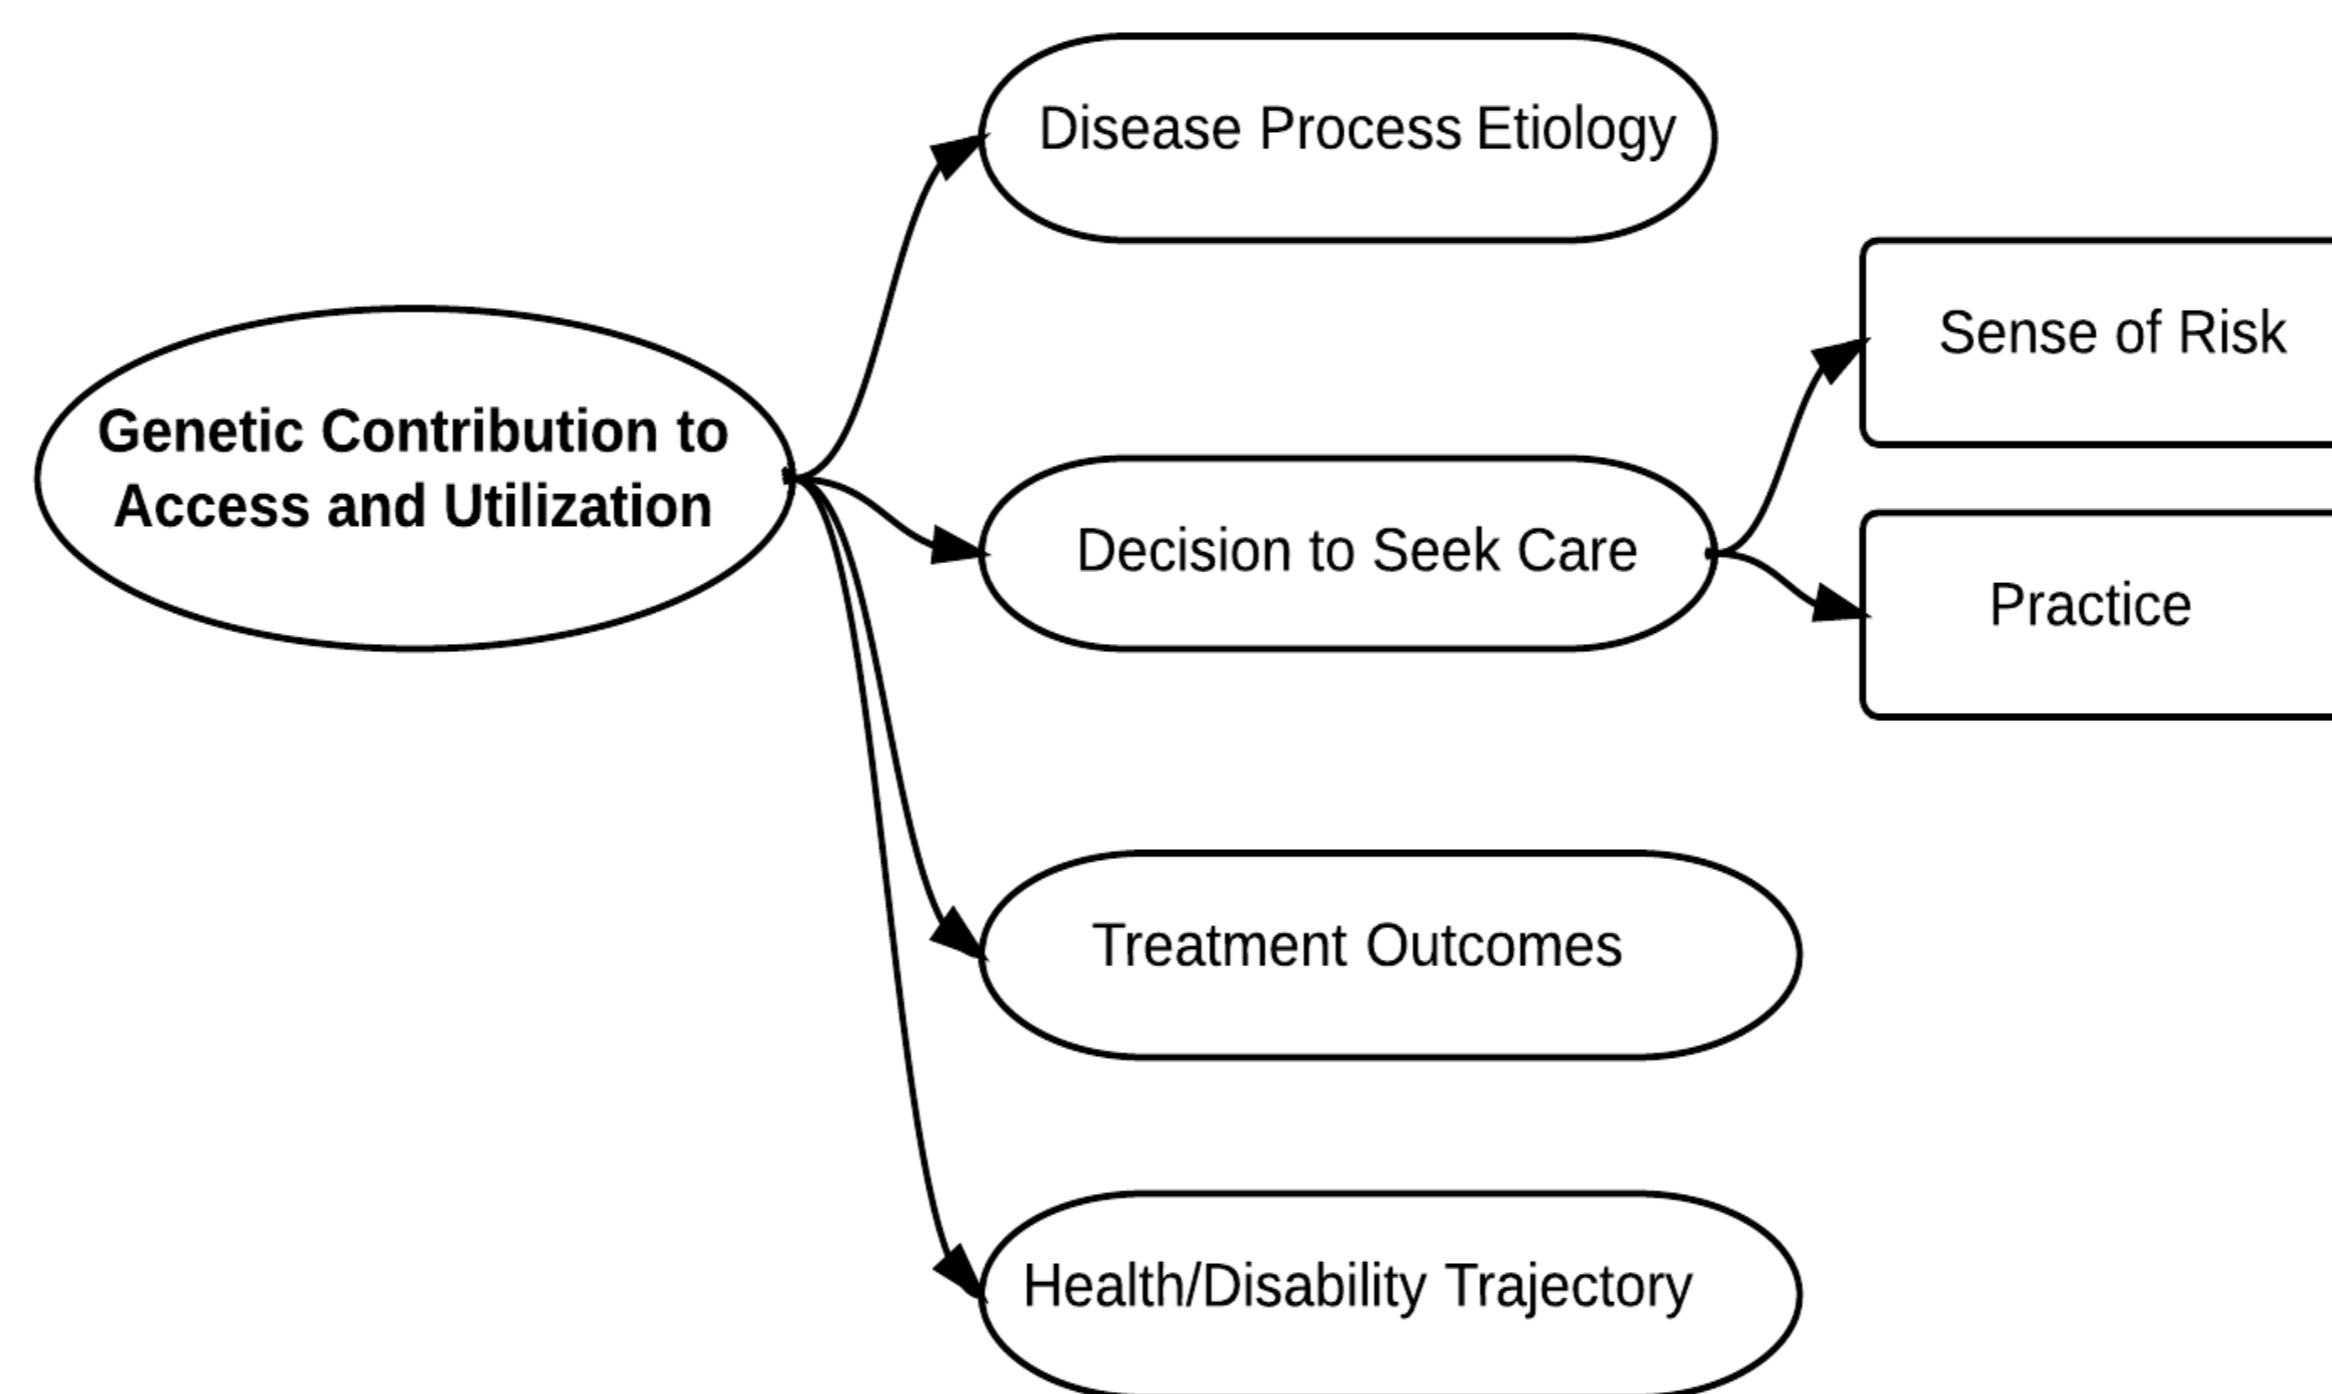 Disease Process Etiology
Sense of Risk
Genetic Contribution to
Access and Utilization
Decision to Seek Care
Practice
Treatment Outcomes
Health/Disability Trajectory